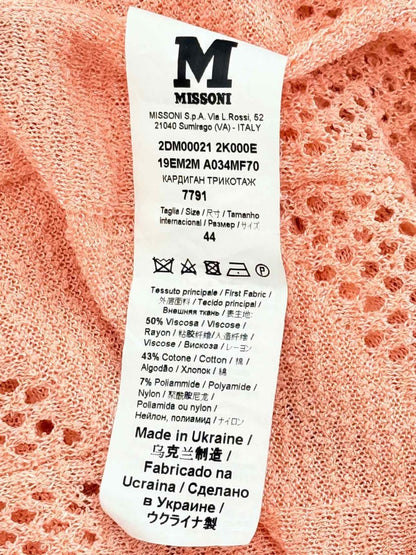 M
MISSONI
MISSONI S.p.A. Via L.Rossi, 52
21040 Sumirago (VA) - ITALY
2DM00021 2K000E
19EM2M A034MF70
КАРДИГАН ТРИКОТАЖ
7791
Taglia / Size / 尺寸 / Tamanho
internacional / Размер / サイズ
44
Tessuto principale / First Fabric /
外层面料 / Tecido principal /
Внешняя ткань / 表生地:
50% Viscosa / Viscose /
Rayon / 粘胶纤维/人造纤维 /
Viscose / Вискоза / レーヨン
43% Cotone / Cotton / 棉 /
Algodão / Хлопок / 綿
7% Poliammide / Polyamide /
Nylon / 聚酰胺尼龙 /
Poliamida ou nylon /
Нейлон, полиамид / ナイロン
Made in Ukraine /
乌克兰制造 /
Fabricado na
Ucraina / Сделано
в Украине /
ウクライナ製